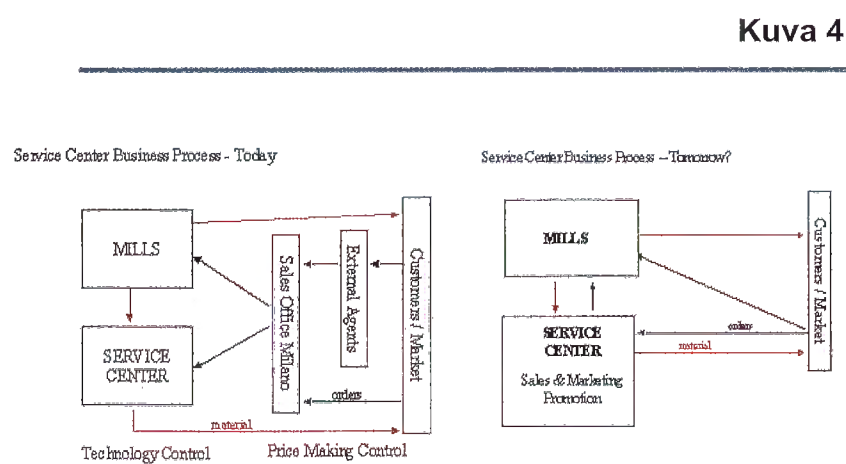 Kuva 4
Service Center Business Process - Today
MILLS
SERVICE
CENTER
Sales Office Milano
External Agents
Customers / Market
orders
material
Technology Control
Price Making Control
Service Center Business Process – Tomorrow?
MILLS
SERVICE
CENTER
Sales & Marketing
Promotion
orders
material
Customers / Market